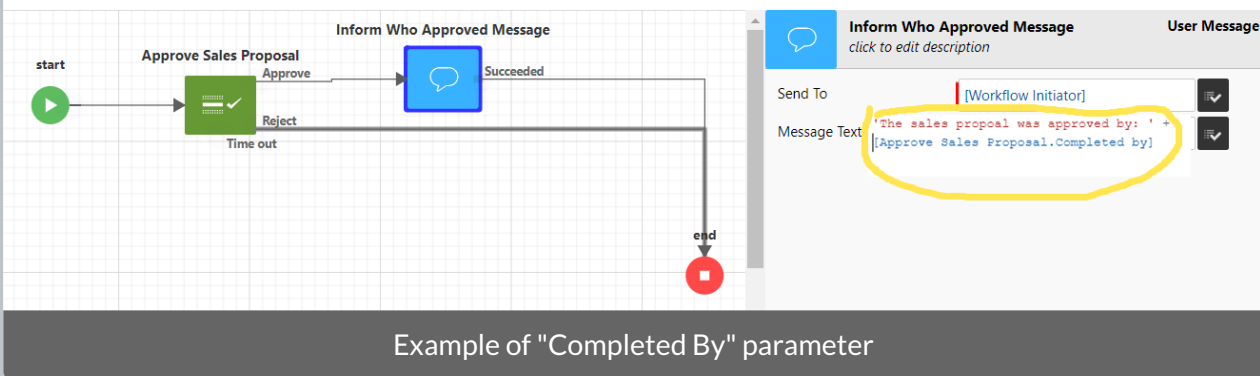 start
Approve Sales Proposal
Approve
Reject
Time out
Inform Who Approved Message
Succeeded
end
Inform Who Approved Message
User Message
click to edit description
Send To
[Workflow Initiator]
Message Text
'The sales propoal was approved by: ' +
[Approve Sales Proposal.Completed by]
Example of "Completed By" parameter